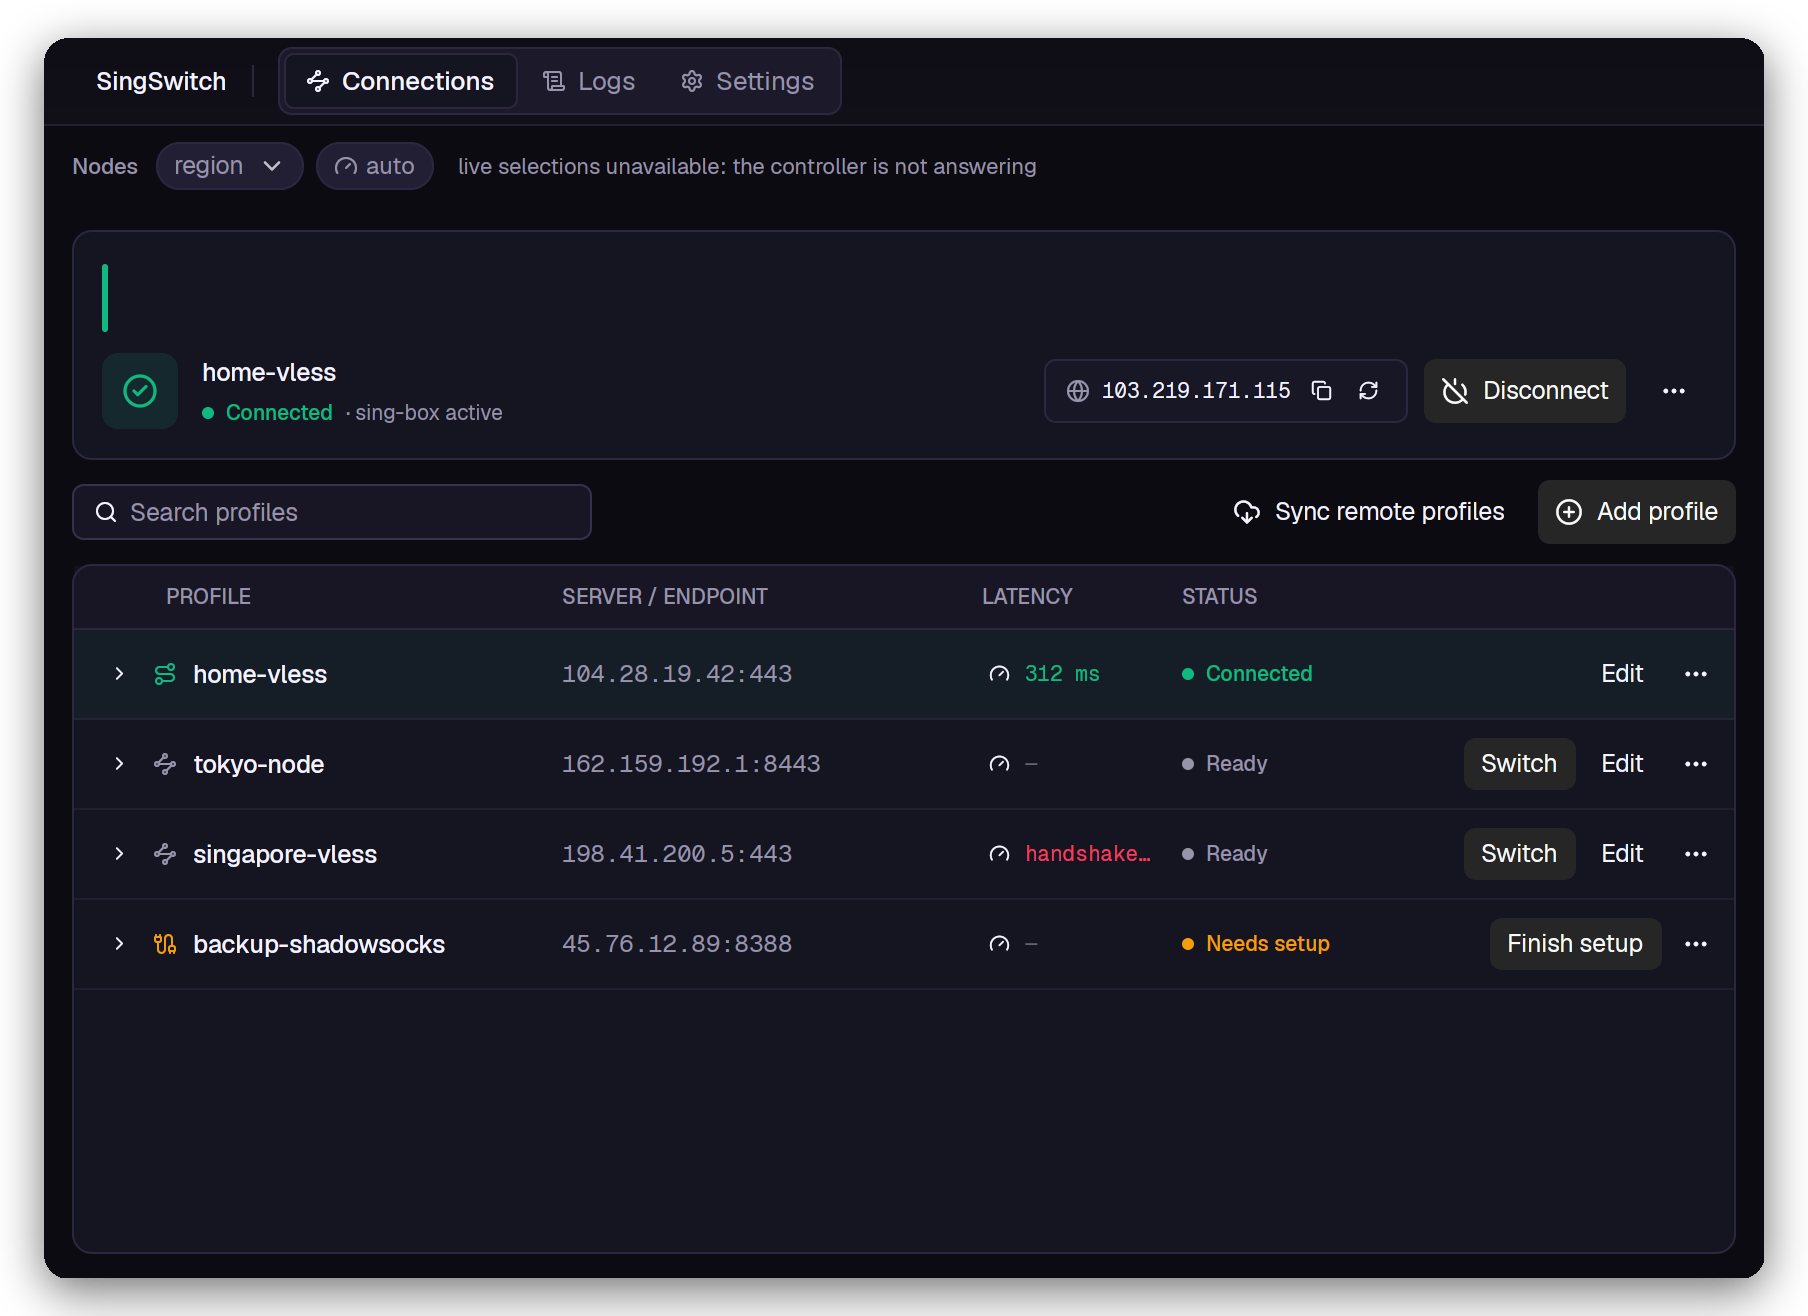 SingSwitch
Connections
Logs
Settings
Nodes
region
auto
live selections unavailable: the controller is not answering
home-vless
Connected · sing-box active
103.219.171.115
Disconnect
Search profiles
Sync remote profiles
Add profile
PROFILE SERVER / ENDPOINT LATENCY STATUS
home-vless 104.28.19.42:443 312 ms Connected Edit
tokyo-node 162.159.192.1:8443 – Ready Switch Edit
singapore-vless 198.41.200.5:443 handshake… Ready Switch Edit
backup-shadowsocks 45.76.12.89:8388 – Needs setup Finish setup